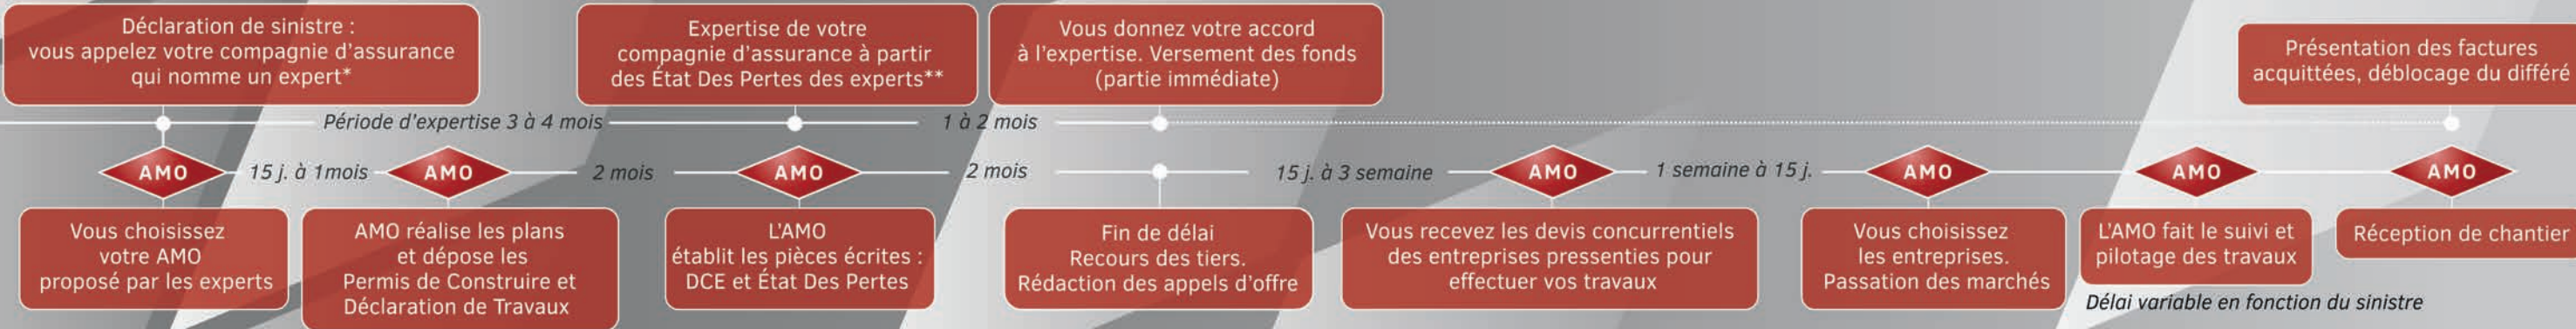 Déclaration de sinistre :
vous appelez votre compagnie d'assurance
qui nomme un expert*
Expertise de votre
compagnie d'assurance à partir
des État Des Pertes des experts**
Vous donnez votre accord
à l'expertise. Versement des fonds
(partie immédiate)
Présentation des factures
acquittées, déblocage du différé
Période d'expertise 3 à 4 mois
1 à 2 mois
AMO
15 j. à 1mois
AMO
2 mois
AMO
2 mois
15 j. à 3 semaine
AMO
1 semaine à 15 j.
AMO
AMO
AMO
Vous choisissez
votre AMO
proposé par les experts
AMO réalise les plans
et dépose les
Permis de Construire et
Déclaration de Travaux
L'AMO
établit les pièces écrites :
DCE et État Des Pertes
Fin de délai
Recours des tiers.
Rédaction des appels d'offre
Vous recevez les devis concurrentiels
des entreprises pressenties pour
effectuer vos travaux
Vous choisissez
les entreprises.
Passation des marchés
L'AMO fait le suivi et
pilotage des travaux
Délai variable en fonction du sinistre
Réception de chantier